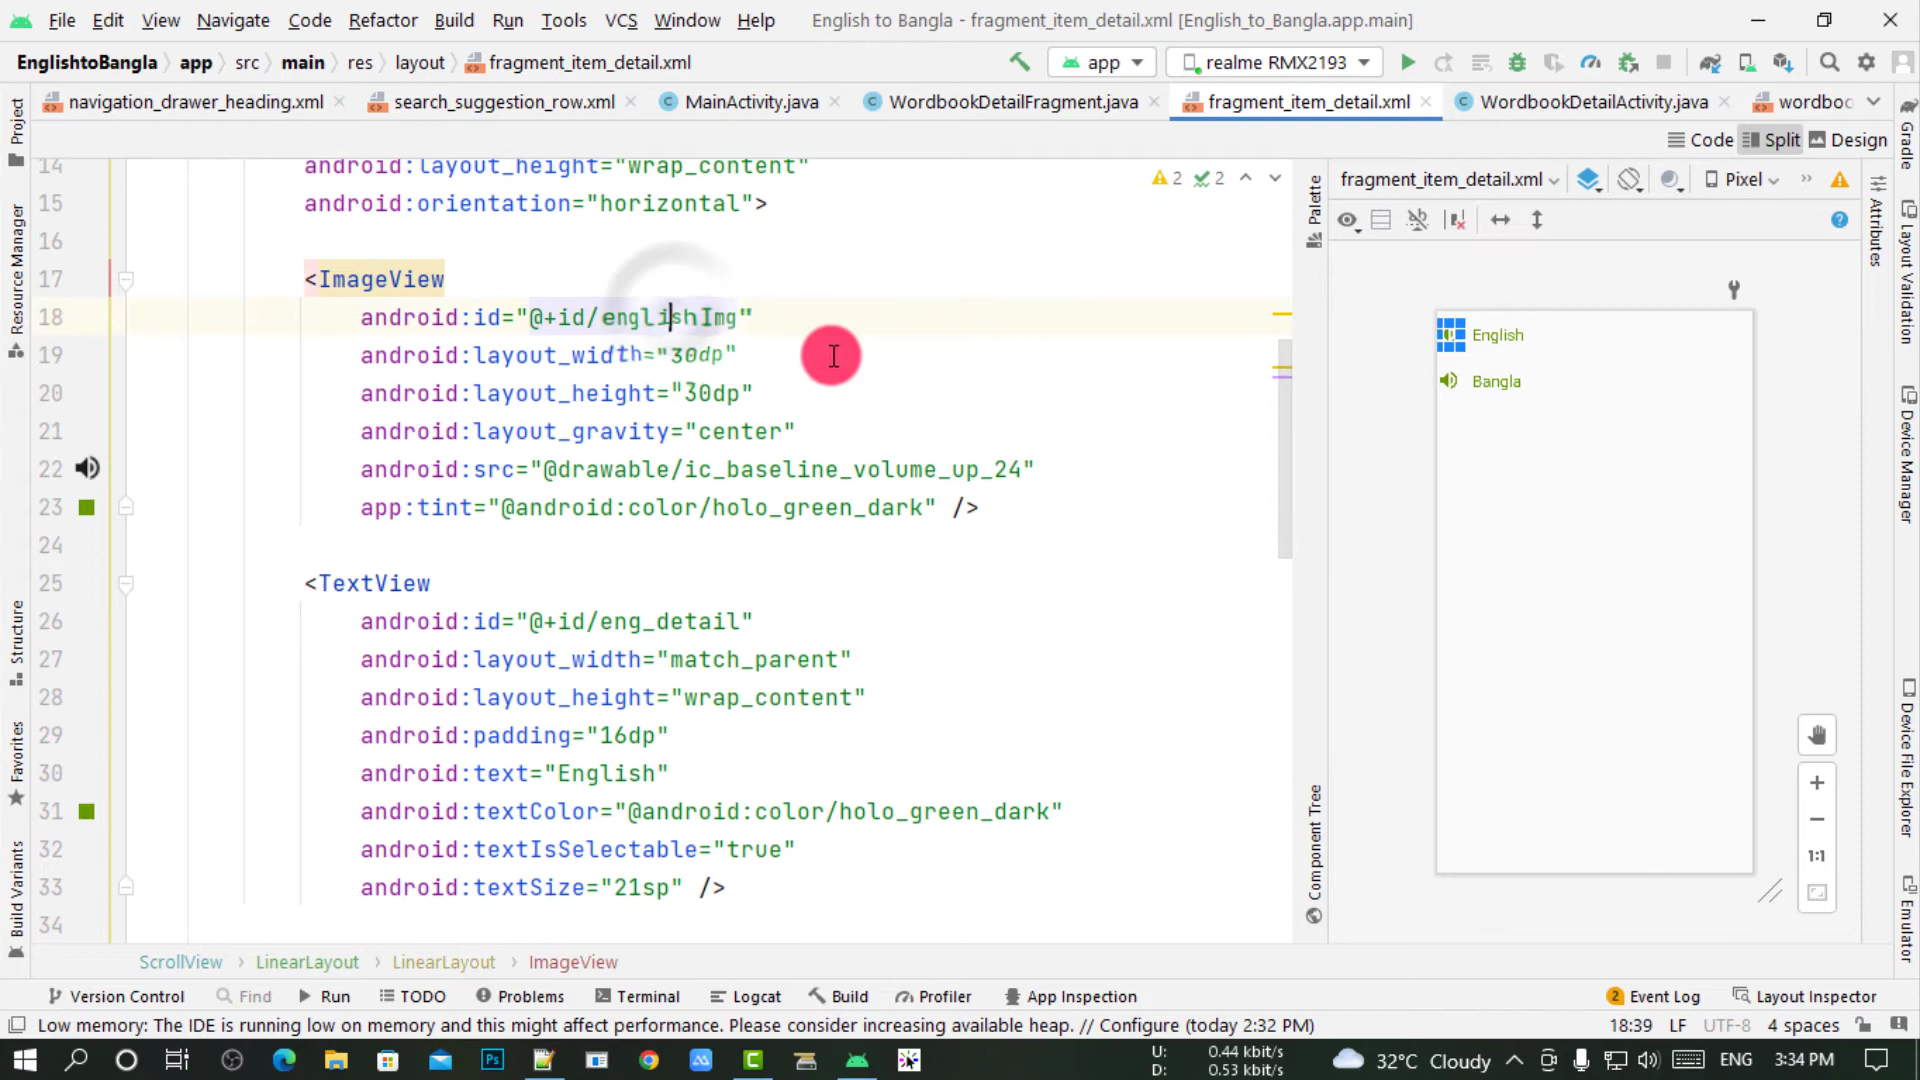 File Edit View Navigate Code Refactor Build Run Tools VCS Window Help English to Bangla - fragment_item_detail.xml [English_to_Bangla.app.main]
EnglishtoBangla app src main res layout fragment_item_detail.xml app realme RMX2193
navigation_drawer_heading.xml search_suggestion_row.xml MainActivity.java WordbookDetailFragment.java fragment_item_detail.xml WordbookDetailActivity.java wordboo
Code Split Design
14 android:layout_height="wrap_content"
15 android:orientation="horizontal">
16
17 <ImageView
18 android:id="@+id/englishImg"
19 android:layout_width="30dp"
20 android:layout_height="30dp"
21 android:layout_gravity="center"
22 android:src="@drawable/ic_baseline_volume_up_24"
23 app:tint="@android:color/holo_green_dark" />
24
25 <TextView
26 android:id="@+id/eng_detail"
27 android:layout_width="match_parent"
28 android:layout_height="wrap_content"
29 android:padding="16dp"
30 android:text="English"
31 android:textColor="@android:color/holo_green_dark"
32 android:textIsSelectable="true"
33 android:textSize="21sp" />
34
2 2
fragment_item_detail.xml Pixel
English
Bangla
1:1
Project
Resource Manager
Structure
Favorites
Build Variants
Palette
Component Tree
Attributes
Gradle
Layout Validation
Device Manager
Device File Explorer
Emulator
ScrollView › LinearLayout › LinearLayout › ImageView
Version Control Find Run TODO Problems Terminal Logcat Build Profiler App Inspection 2 Event Log Layout Inspector
Low memory: The IDE is running low on memory and this might affect performance. Please consider increasing available heap. // Configure (today 2:32 PM) 18:39 LF UTF-8 4 spaces
U: 0.44 kbit/s
D: 0.53 kbit/s
32°C Cloudy ENG 3:34 PM